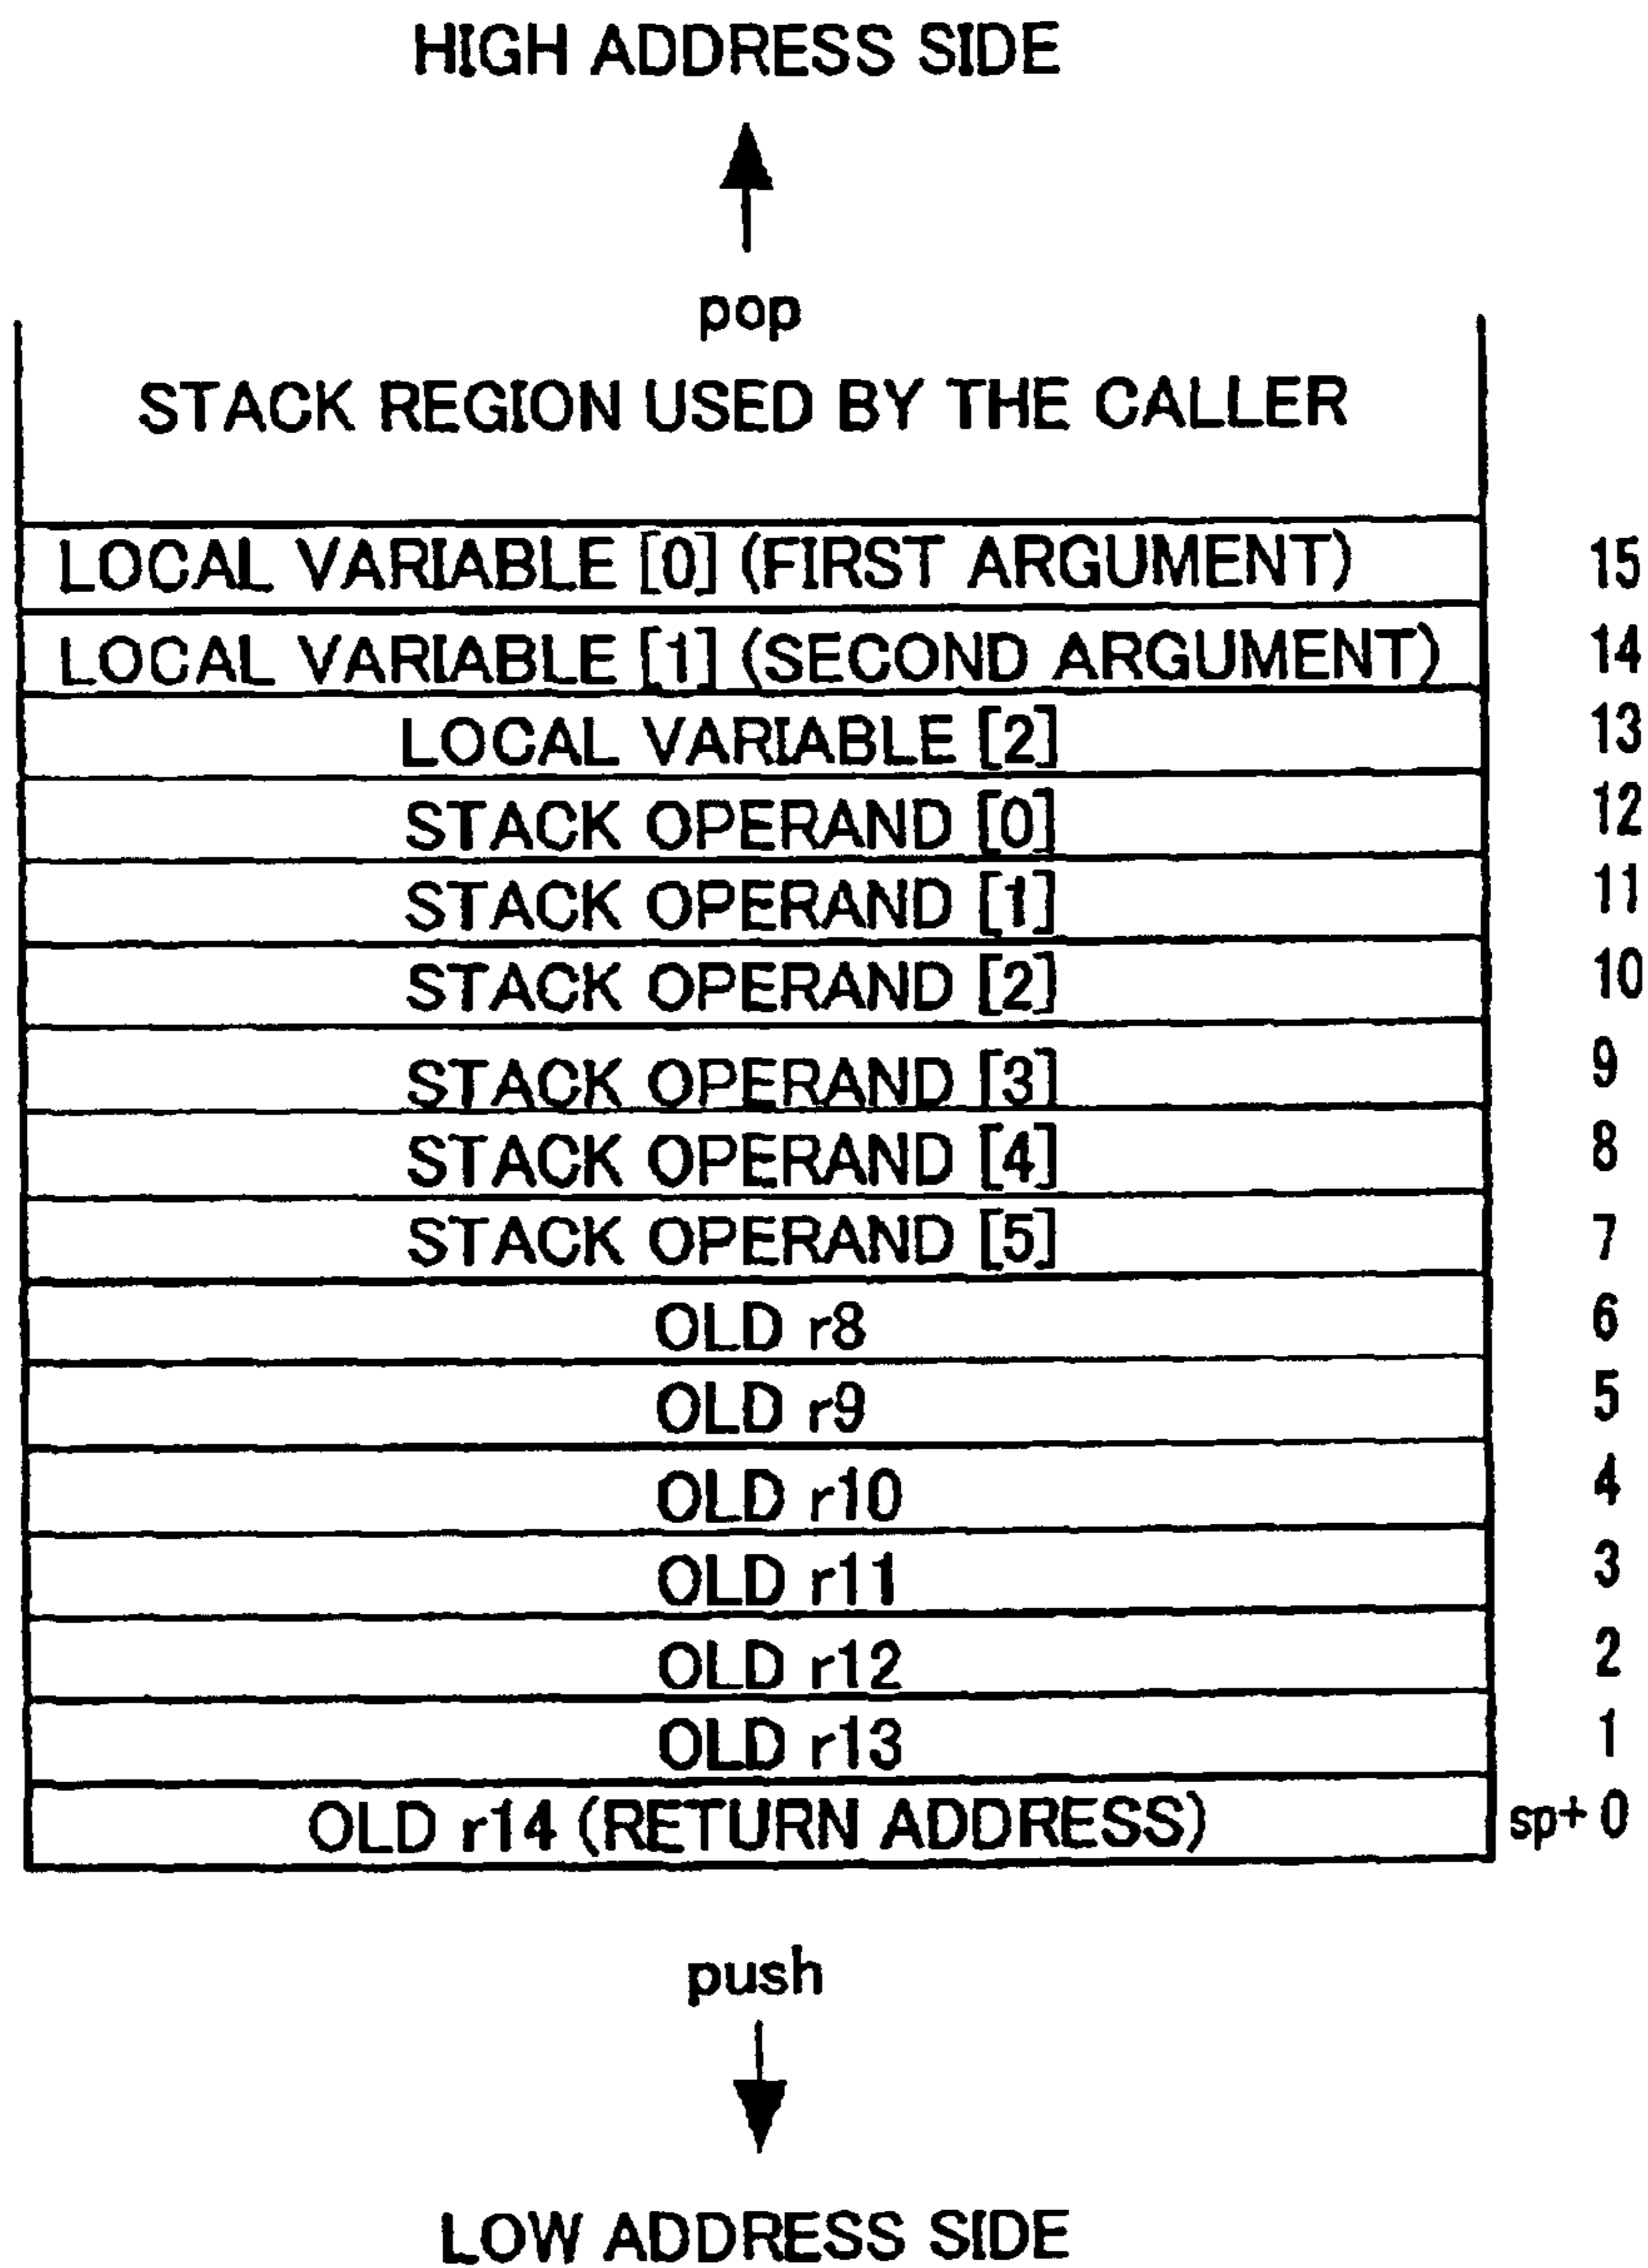 HIGH ADDRESS SIDE
pop
STACK REGION USED BY THE CALLER
LOCAL VARIABLE [0] (FIRST ARGUMENT) 15
LOCAL VARIABLE [1] (SECOND ARGUMENT) 14
LOCAL VARIABLE [2] 13
STACK OPERAND [0] 12
STACK OPERAND [1] 11
STACK OPERAND [2] 10
STACK OPERAND [3] 9
STACK OPERAND [4] 8
STACK OPERAND [5] 7
OLD r8 6
OLD r9 5
OLD r10 4
OLD r11 3
OLD r12 2
OLD r13 1
OLD r14 (RETURN ADDRESS) sp+ 0
push
LOW ADDRESS SIDE